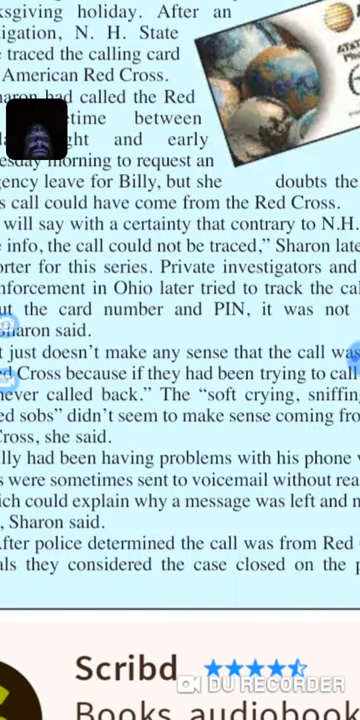 ksgiving holiday. After an
tigation, N. H. State
e traced the calling card
American Red Cross.
haron had called the Red
etime between
ght and early
esday morning to request an
gency leave for Billy, but she doubts the
s call could have come from the Red Cross.
will say with a certainty that contrary to N.H.
e info, the call could not be traced,” Sharon late
orter for this series. Private investigators and
nforcement in Ohio later tried to track the cal
ut the card number and PIN, it was not
Sharon said.
t just doesn’t make any sense that the call was
ed Cross because if they had been trying to call
never called back.” The “soft crying, sniffing
ed sobs” didn’t seem to make sense coming fro
Cross, she said.
illy had been having problems with his phone w
s were sometimes sent to voicemail without rea
ich could explain why a message was left and n
, Sharon said.
After police determined the call was from Red
als they considered the case closed on the p
Scribd
DU RECORDER
Books, audiobook